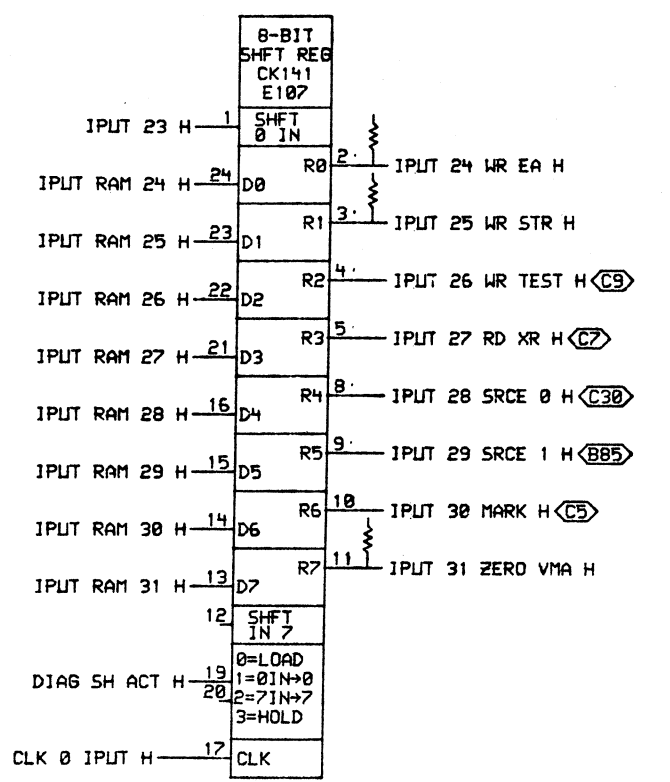 8-BIT
SHFT REG
CK141
E107
IPUT 23 H 1 SHFT
0 IN
R0 2 IPUT 24 WR EA H
IPUT RAM 24 H 24 D0
R1 3 IPUT 25 WR STR H
IPUT RAM 25 H 23 D1
R2 4 IPUT 26 WR TEST H C9
IPUT RAM 26 H 22 D2
R3 5 IPUT 27 RD XR H C7
IPUT RAM 27 H 21 D3
R4 8 IPUT 28 SRCE 0 H C30
IPUT RAM 28 H 16 D4
R5 9 IPUT 29 SRCE 1 H B85
IPUT RAM 29 H 15 D5
R6 10 IPUT 30 MARK H C5
IPUT RAM 30 H 14 D6
R7 11 IPUT 31 ZERO VMA H
IPUT RAM 31 H 13 D7
12 SHFT
IN 7
0=LOAD
DIAG SH ACT H 19 1=0IN→0
20 2=7IN→7
3=HOLD
CLK 0 IPUT H 17 CLK